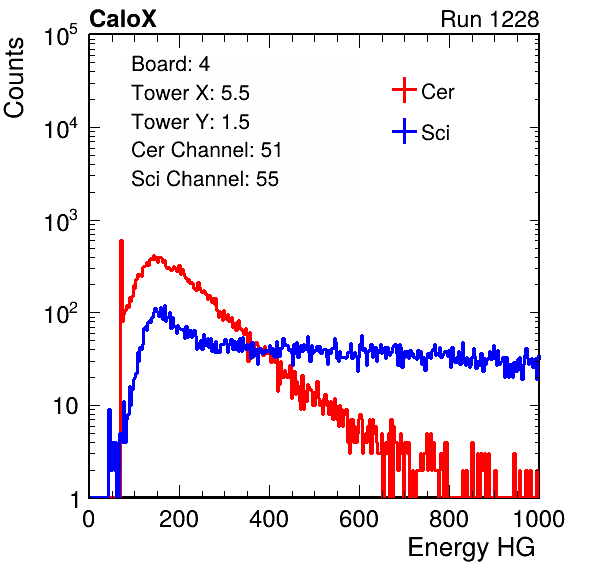 CaloX Run 1228
Counts
10^5
10^4
10^3
10^2
10
1
Board: 4
Tower X: 5.5
Tower Y: 1.5
Cer Channel: 51
Sci Channel: 55
Cer
Sci
0 200 400 600 800 1000
Energy HG